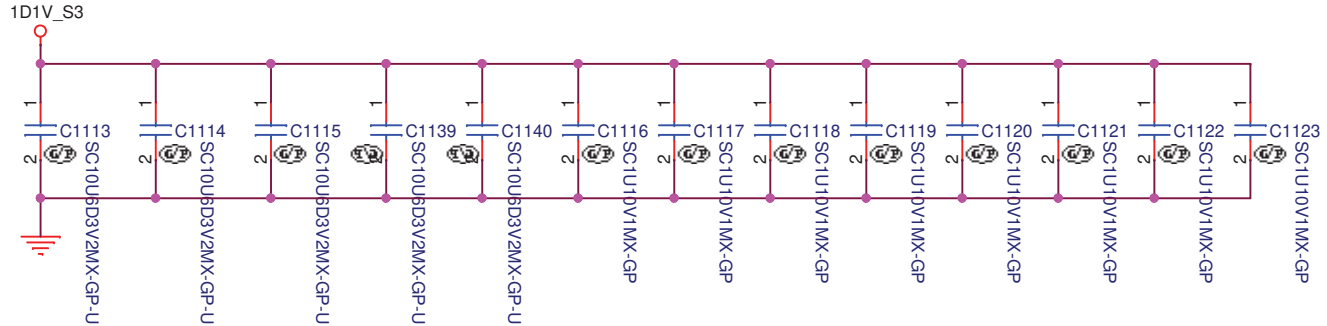 1D1V_S3
1
C1113
2
G/P
SC10U6D3V2MX-GP-U
1
C1114
2
G/P
SC10U6D3V2MX-GP-U
1
C1115
2
G/P
SC10U6D3V2MX-GP-U
1
C1139
2
SC10U6D3V2MX-GP-U
1
C1140
2
SC10U6D3V2MX-GP-U
1
C1116
2
G/P
SC1U10V1MX-GP
1
C1117
2
G/P
SC1U10V1MX-GP
1
C1118
2
G/P
SC1U10V1MX-GP
1
C1119
2
G/P
SC1U10V1MX-GP
1
C1120
2
G/P
SC1U10V1MX-GP
1
C1121
2
G/P
SC1U10V1MX-GP
1
C1122
2
G/P
SC1U10V1MX-GP
1
C1123
2
G/P
SC1U10V1MX-GP